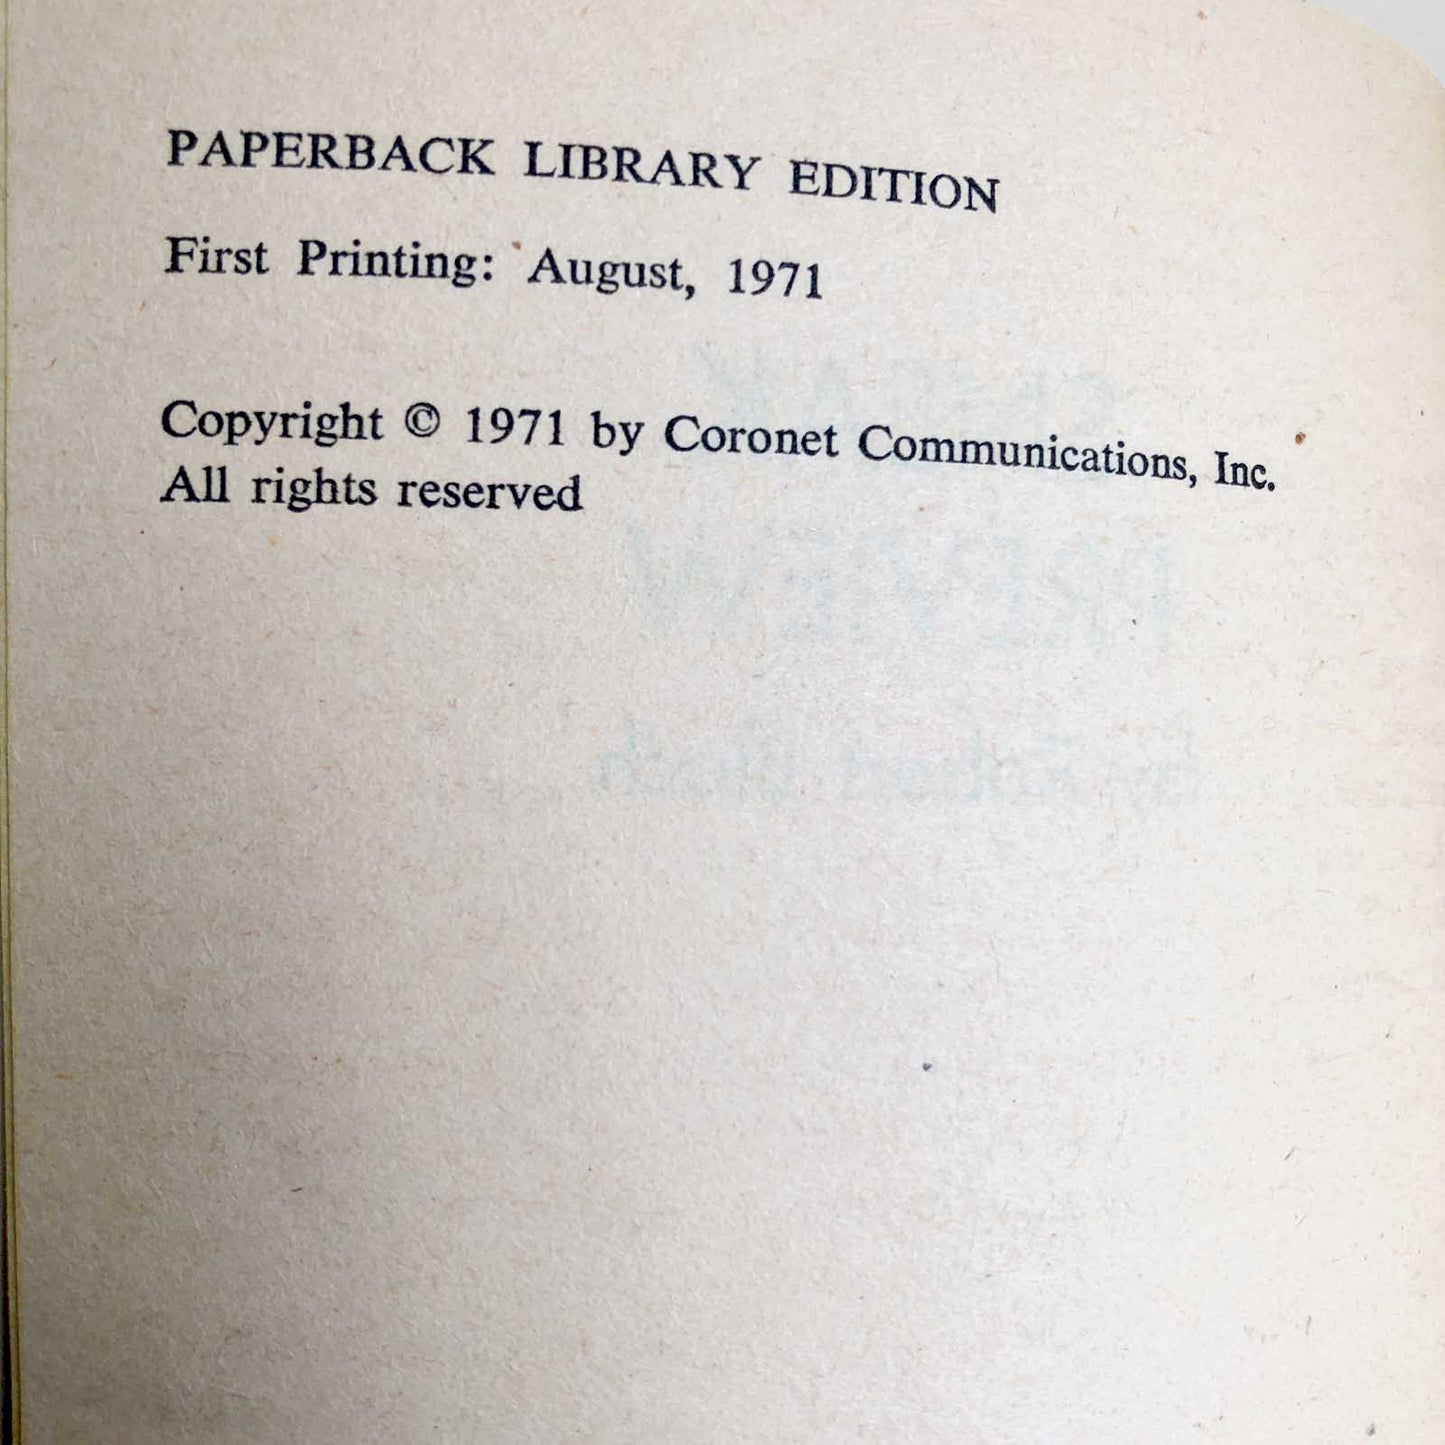 PAPERBACK LIBRARY EDITION
First Printing: August, 1971
Copyright © 1971 by Coronet Communications, Inc.
All rights reserved